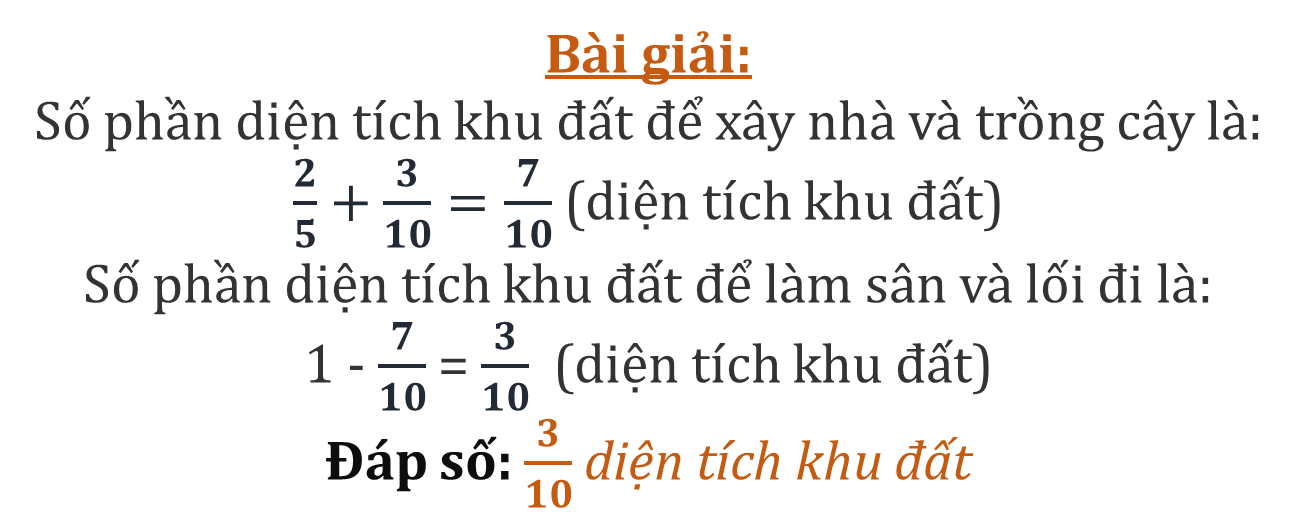 Bài giải:
Số phần diện tích khu đất để xây nhà và trồng cây là:
2/5 + 3/10 = 7/10 (diện tích khu đất)
Số phần diện tích khu đất để làm sân và lối đi là:
1 - 7/10 = 3/10 (diện tích khu đất)
Đáp số: 3/10 diện tích khu đất